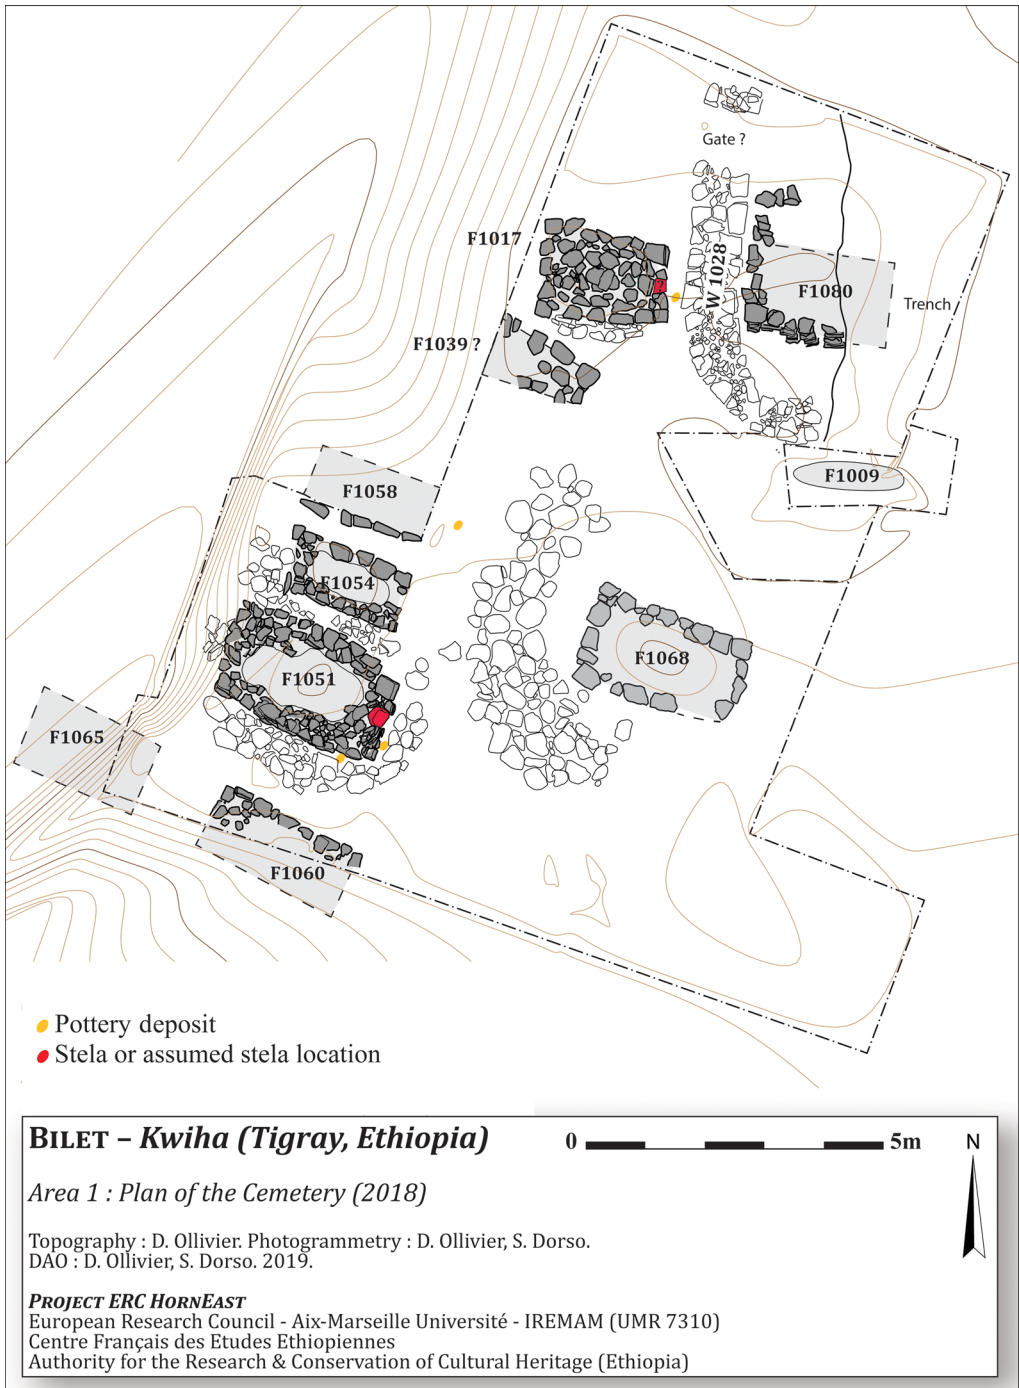 Gate ?
F1017
W 1028
?
F1080
Trench
F1039 ?
F1009
F1058
F1054
F1068
F1051
F1065
F1060
Pottery deposit
Stela or assumed stela location
BILET – Kwiha (Tigray, Ethiopia)
0 5m
N
Area 1 : Plan of the Cemetery (2018)
Topography : D. Ollivier. Photogrammetry : D. Ollivier, S. Dorso.
DAO : D. Ollivier, S. Dorso. 2019.
PROJECT ERC HORNEAST
European Research Council - Aix-Marseille Université - IREMAM (UMR 7310)
Centre Français des Etudes Ethiopiennes
Authority for the Research & Conservation of Cultural Heritage (Ethiopia)